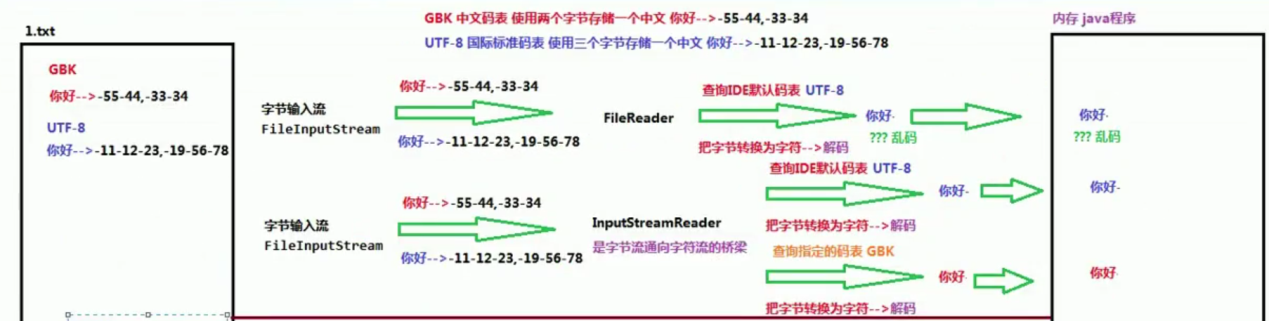 GBK 中文码表 使用两个字节存储一个中文 你好-->-55-44,-33-34
内存 java程序
1.txt
UTF-8 国际标准码表 使用三个字节存储一个中文 你好-->-11-12-23,-19-56-78
GBK
你好-->-55-44,-33-34
UTF-8
你好-->-11-12-23,-19-56-78
字节输入流
FileInputStream
你好-->-55-44,-33-34
你好-->-11-12-23,-19-56-78
FileReader
查询IDE默认码表 UTF-8
把字节转换为字符-->解码
你好·
??? 乱码
你好·
??? 乱码
字节输入流
FileInputStream
你好-->-55-44,-33-34
你好-->-11-12-23,-19-56-78
InputStreamReader
是字节流通向字符流的桥梁
查询IDE默认码表 UTF-8
把字节转换为字符-->解码
你好·
你好·
查询指定的码表 GBK
把字节转换为字符-->解码
你好·
你好·